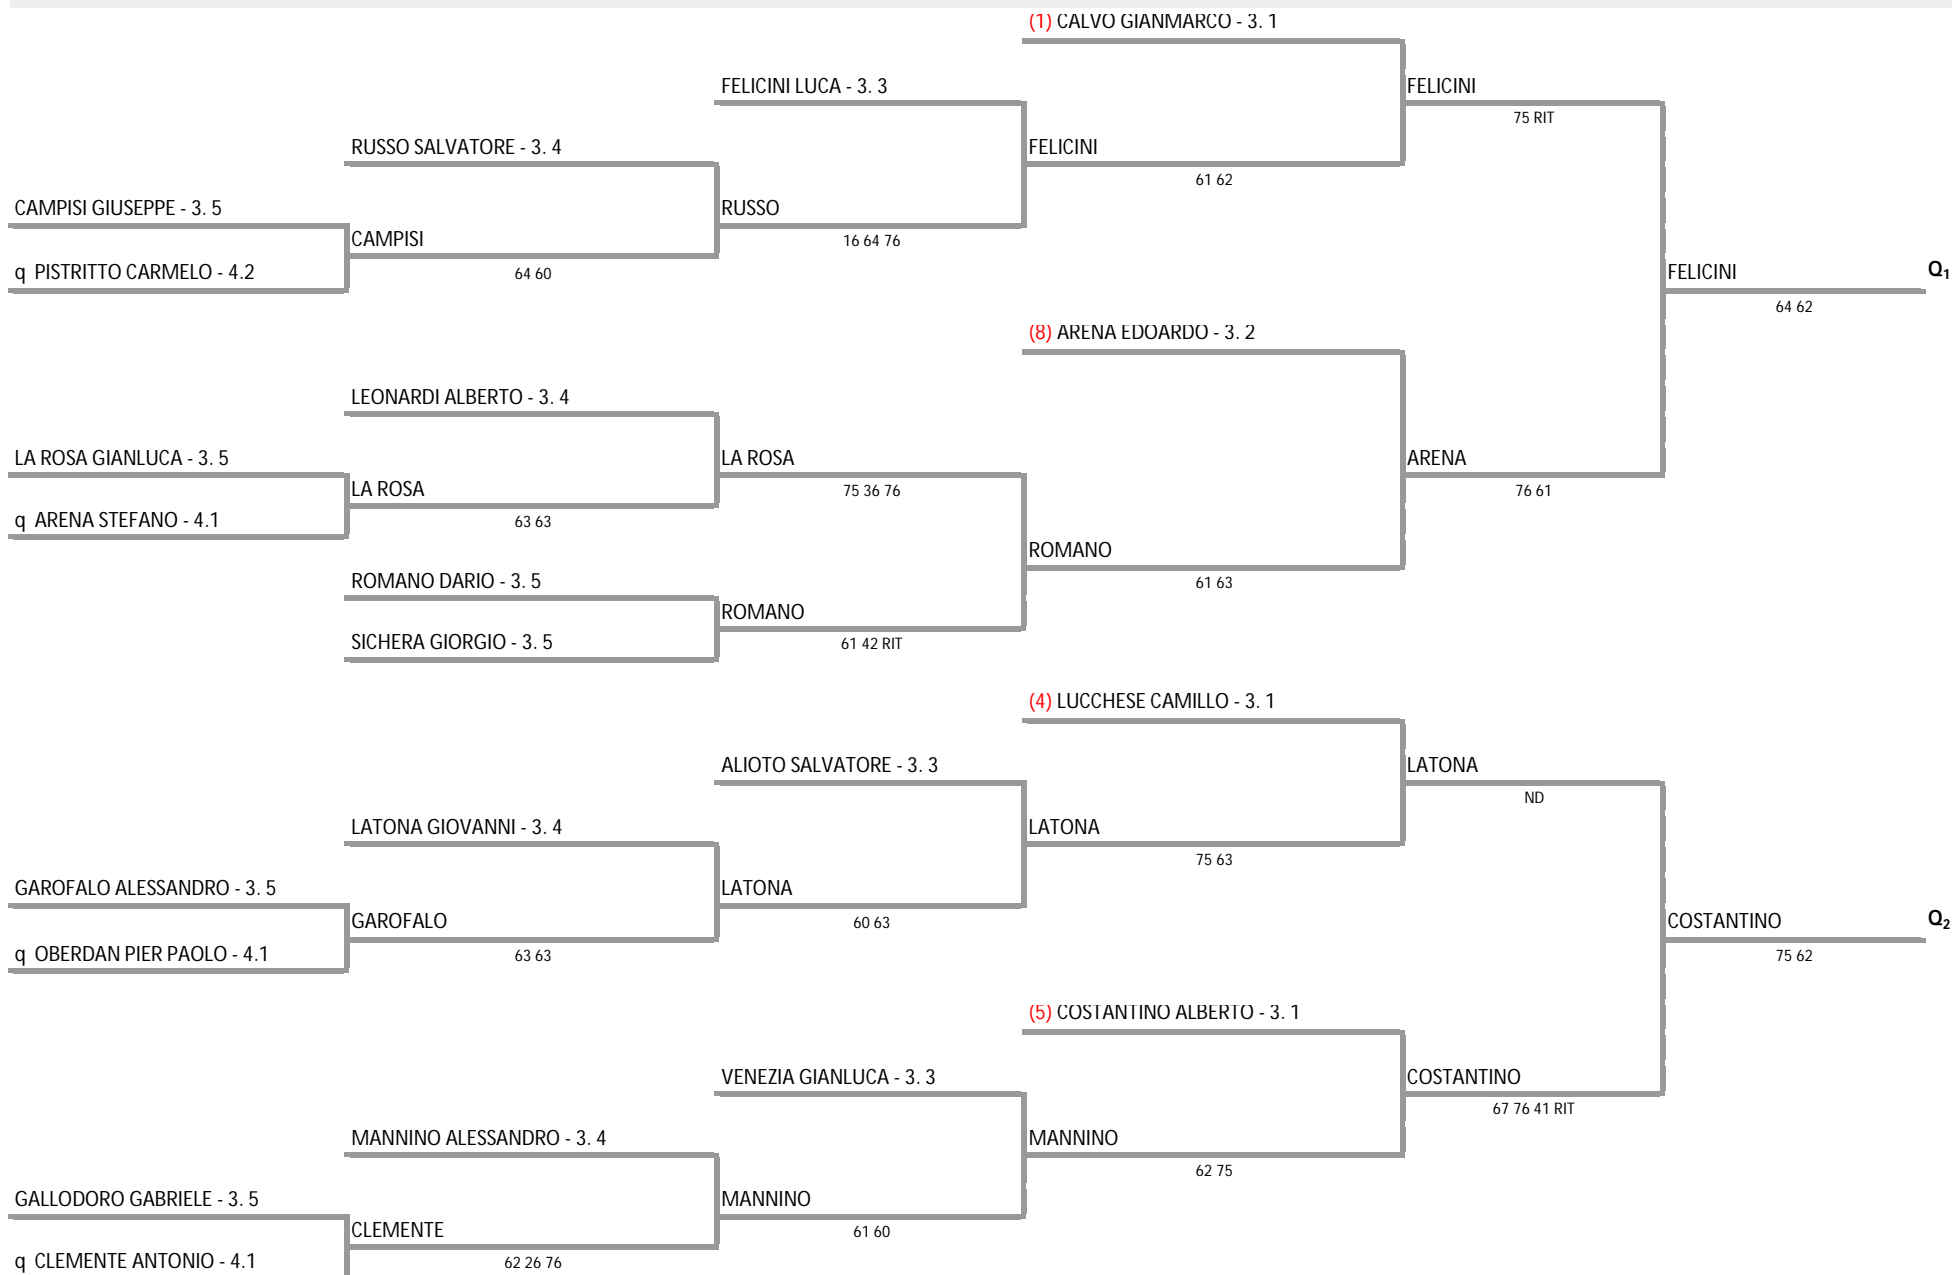 (1) CALVO GIANMARCO - 3. 1
FELICINI LUCA - 3. 3
FELICINI
75 RIT
RUSSO SALVATORE - 3. 4
FELICINI
61 62
CAMPISI GIUSEPPE - 3. 5
RUSSO
16 64 76
CAMPISI
64 60
q PISTRITTO CARMELO - 4.2
FELICINI
Q1
64 62
(8) ARENA EDOARDO - 3. 2
LEONARDI ALBERTO - 3. 4
LA ROSA GIANLUCA - 3. 5
LA ROSA
75 36 76
ARENA
76 61
LA ROSA
63 63
q ARENA STEFANO - 4.1
ROMANO
61 63
ROMANO DARIO - 3. 5
ROMANO
61 42 RIT
SICHERA GIORGIO - 3. 5
(4) LUCCHESE CAMILLO - 3. 1
ALIOTO SALVATORE - 3. 3
LATONA
ND
LATONA GIOVANNI - 3. 4
LATONA
75 63
GAROFALO ALESSANDRO - 3. 5
LATONA
60 63
GAROFALO
63 63
q OBERDAN PIER PAOLO - 4.1
COSTANTINO
Q2
75 62
(5) COSTANTINO ALBERTO - 3. 1
VENEZIA GIANLUCA - 3. 3
COSTANTINO
67 76 41 RIT
MANNINO ALESSANDRO - 3. 4
MANNINO
62 75
GALLODORO GABRIELE - 3. 5
MANNINO
61 60
CLEMENTE
62 26 76
q CLEMENTE ANTONIO - 4.1